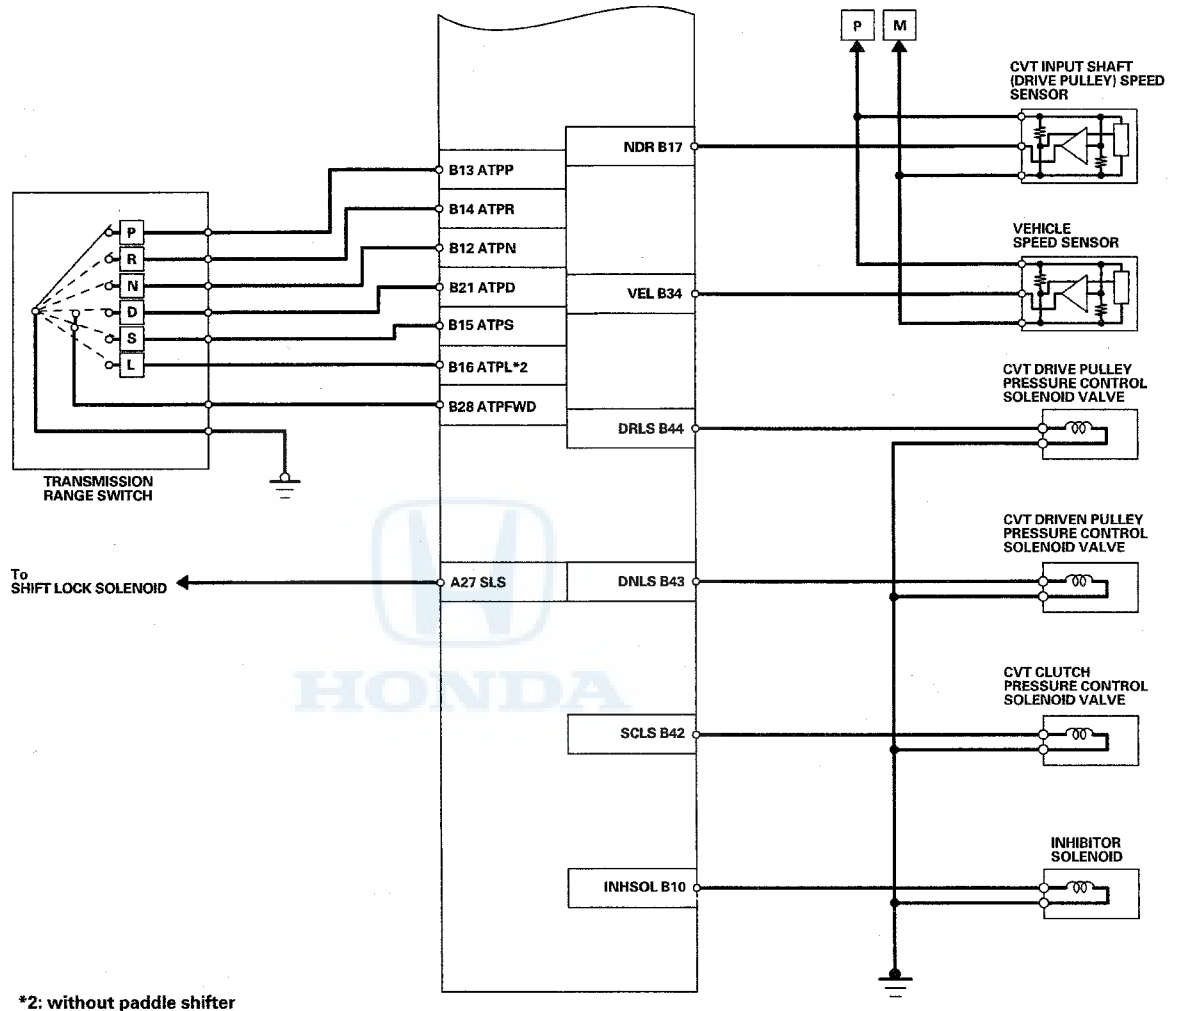 P M
CVT INPUT SHAFT
(DRIVE PULLEY) SPEED
SENSOR
NDR B17
B13 ATPP
B14 ATPR
B12 ATPN
B21 ATPD
B15 ATPS
B16 ATPL*2
B28 ATPFWD
P
R
N
D
S
L
TRANSMISSION
RANGE SWITCH
VEHICLE
SPEED SENSOR
VEL B34
CVT DRIVE PULLEY
PRESSURE CONTROL
SOLENOID VALVE
DRLS B44
To
SHIFT LOCK SOLENOID
A27 SLS
DNLS B43
CVT DRIVEN PULLEY
PRESSURE CONTROL
SOLENOID VALVE
HONDA
SCLS B42
CVT CLUTCH
PRESSURE CONTROL
SOLENOID VALVE
INHSOL B10
INHIBITOR
SOLENOID
*2: without paddle shifter